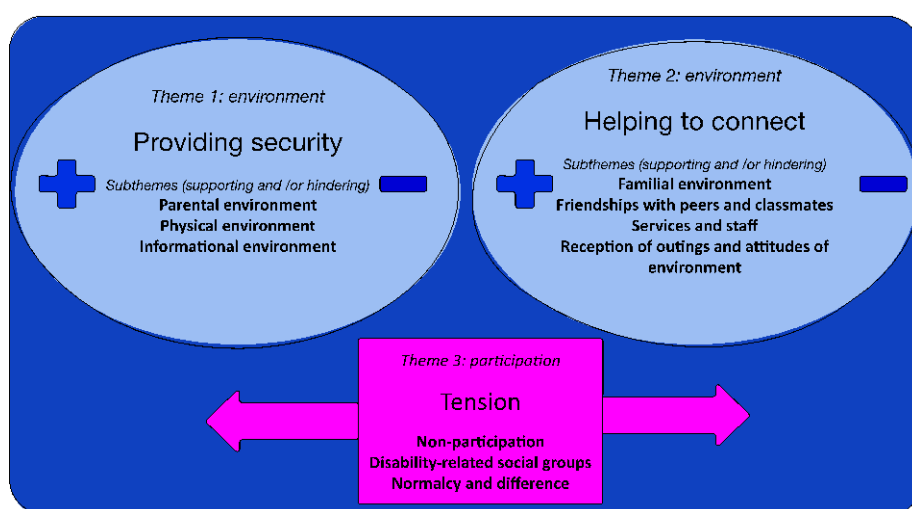 Theme 1: environment
Providing security
Subthemes (supporting and /or hindering)
Parental environment
Physical environment
Informational environment
Theme 2: environment
Helping to connect
Subthemes (supporting and /or hindering)
Familial environment
Friendships with peers and classmates
Services and staff
Reception of outings and attitudes of
environment
Theme 3: participation
Tension
Non-participation
Disability-related social groups
Normalcy and difference